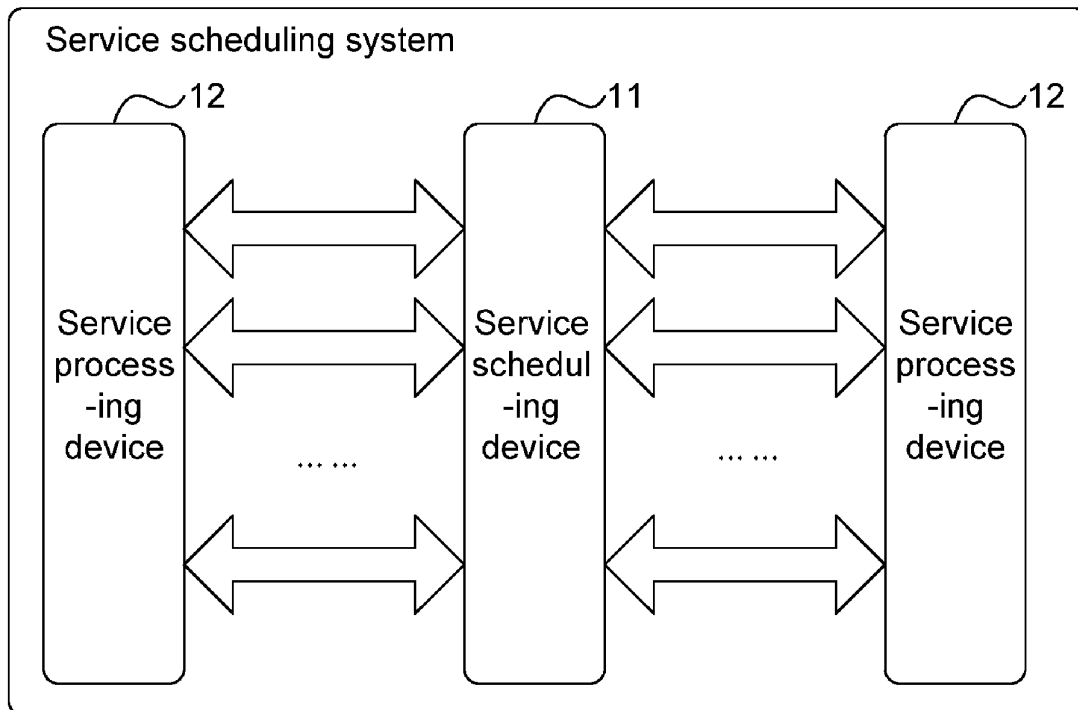 Service scheduling system
12
11
12
Service
process
-ing
device
Service
schedul
-ing
device
Service
process
-ing
device
... ...
... ...